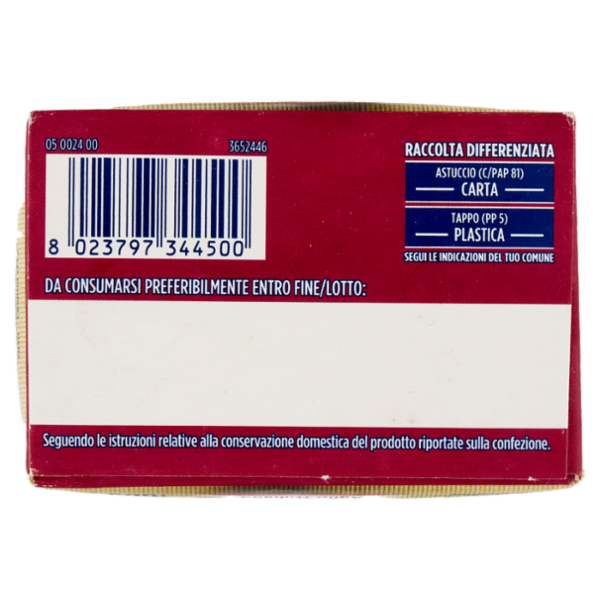 05 0024 00 3652446
RACCOLTA DIFFERENZIATA
ASTUCCIO (C/PAP 81)
CARTA
TAPPO (PP 5)
PLASTICA
SEGUI LE INDICAZIONI DEL TUO COMUNE
8 023797 344500
DA CONSUMARSI PREFERIBILMENTE ENTRO FINE/LOTTO:
Seguendo le istruzioni relative alla conservazione domestica del prodotto riportate sulla confezione.